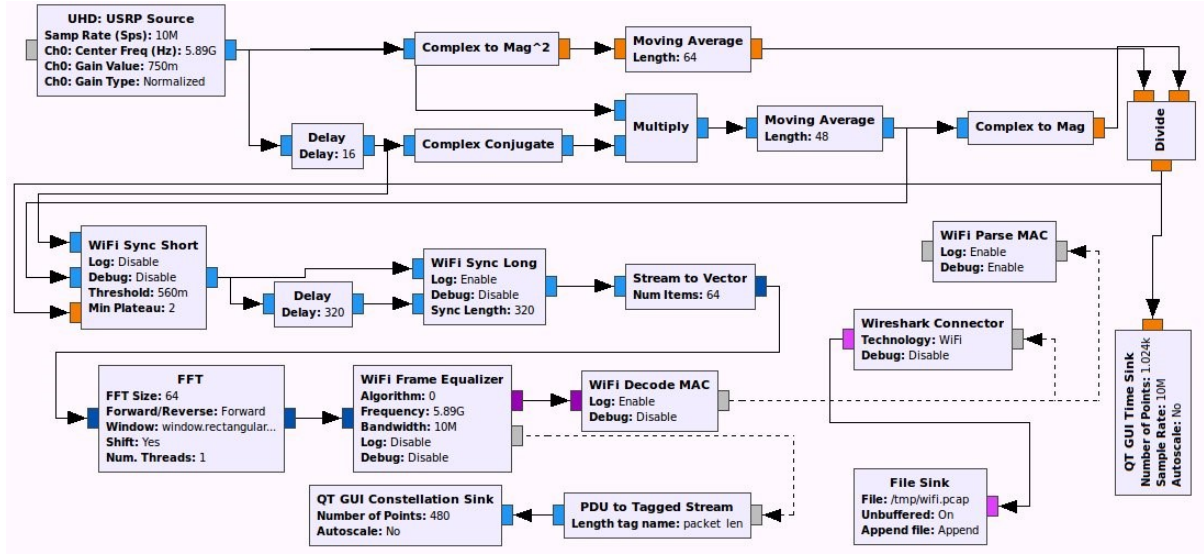 UHD: USRP Source
Samp Rate (Sps): 10M
Ch0: Center Freq (Hz): 5.89G
Ch0: Gain Value: 750m
Ch0: Gain Type: Normalized
Complex to Mag^2
Moving Average
Length: 64
Delay
Delay: 16
Complex Conjugate
Multiply
Moving Average
Length: 48
Complex to Mag
Divide
WiFi Sync Short
Log: Disable
Debug: Disable
Threshold: 560m
Min Plateau: 2
Delay
Delay: 320
WiFi Sync Long
Log: Enable
Debug: Disable
Sync Length: 320
Stream to Vector
Num Items: 64
WiFi Parse MAC
Log: Enable
Debug: Enable
Wireshark Connector
Technology: WiFi
Debug: Disable
QT GUI Time Sink
Number of Points: 1.024k
Sample Rate: 10M
Autoscale: No
FFT
FFT Size: 64
Forward/Reverse: Forward
Window: window.rectangular...
Shift: Yes
Num. Threads: 1
WiFi Frame Equalizer
Algorithm: 0
Frequency: 5.89G
Bandwidth: 10M
Log: Disable
Debug: Disable
WiFi Decode MAC
Log: Enable
Debug: Disable
QT GUI Constellation Sink
Number of Points: 480
Autoscale: No
PDU to Tagged Stream
Length tag name: packet_len
File Sink
File: /tmp/wifi.pcap
Unbuffered: On
Append file: Append